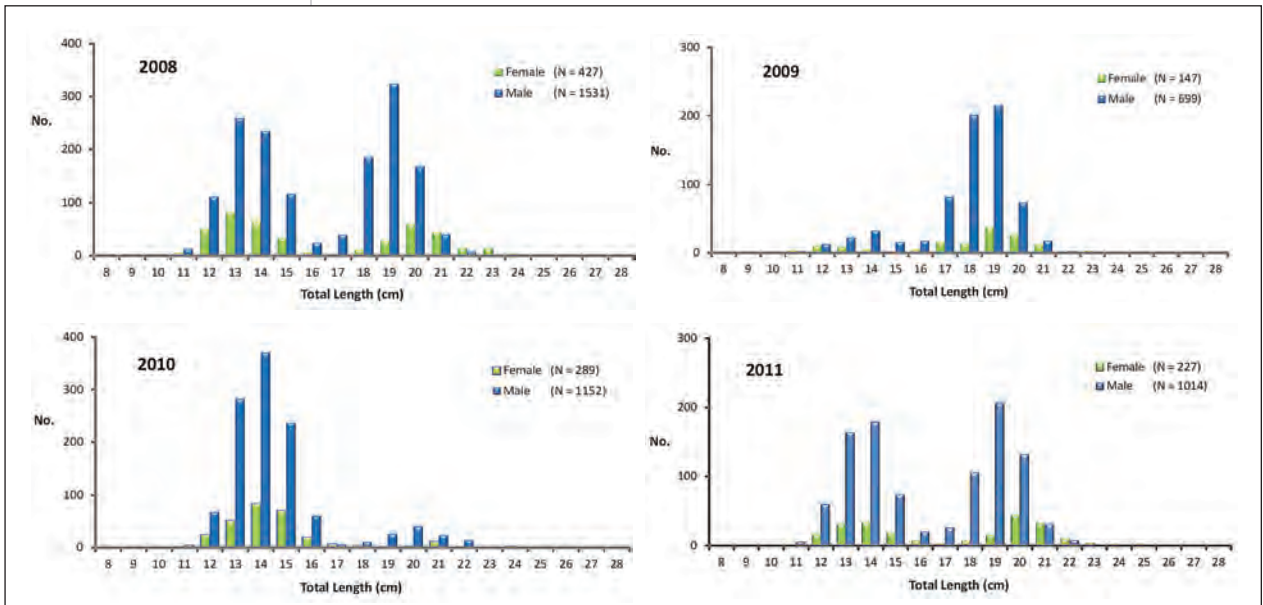 2008
Female (N = 427)
Male (N = 1531)
No.
400
300
200
100
0
8 9 10 11 12 13 14 15 16 17 18 19 20 21 22 23 24 25 26 27 28
Total Length (cm)
2009
Female (N = 147)
Male (N = 699)
No.
300
200
100
0
8 9 10 11 12 13 14 15 16 17 18 19 20 21 22 23 24 25 26 27 28
Total Length (cm)
2010
Female (N = 289)
Male (N = 1152)
No.
400
300
200
100
0
8 9 10 11 12 13 14 15 16 17 18 19 20 21 22 23 24 25 26 27 28
Total Length (cm)
2011
Female (N = 227)
Male (N = 1014)
No.
300
200
100
0
8 9 10 11 12 13 14 15 16 17 18 19 20 21 22 23 24 25 26 27 28
Total Length (cm)